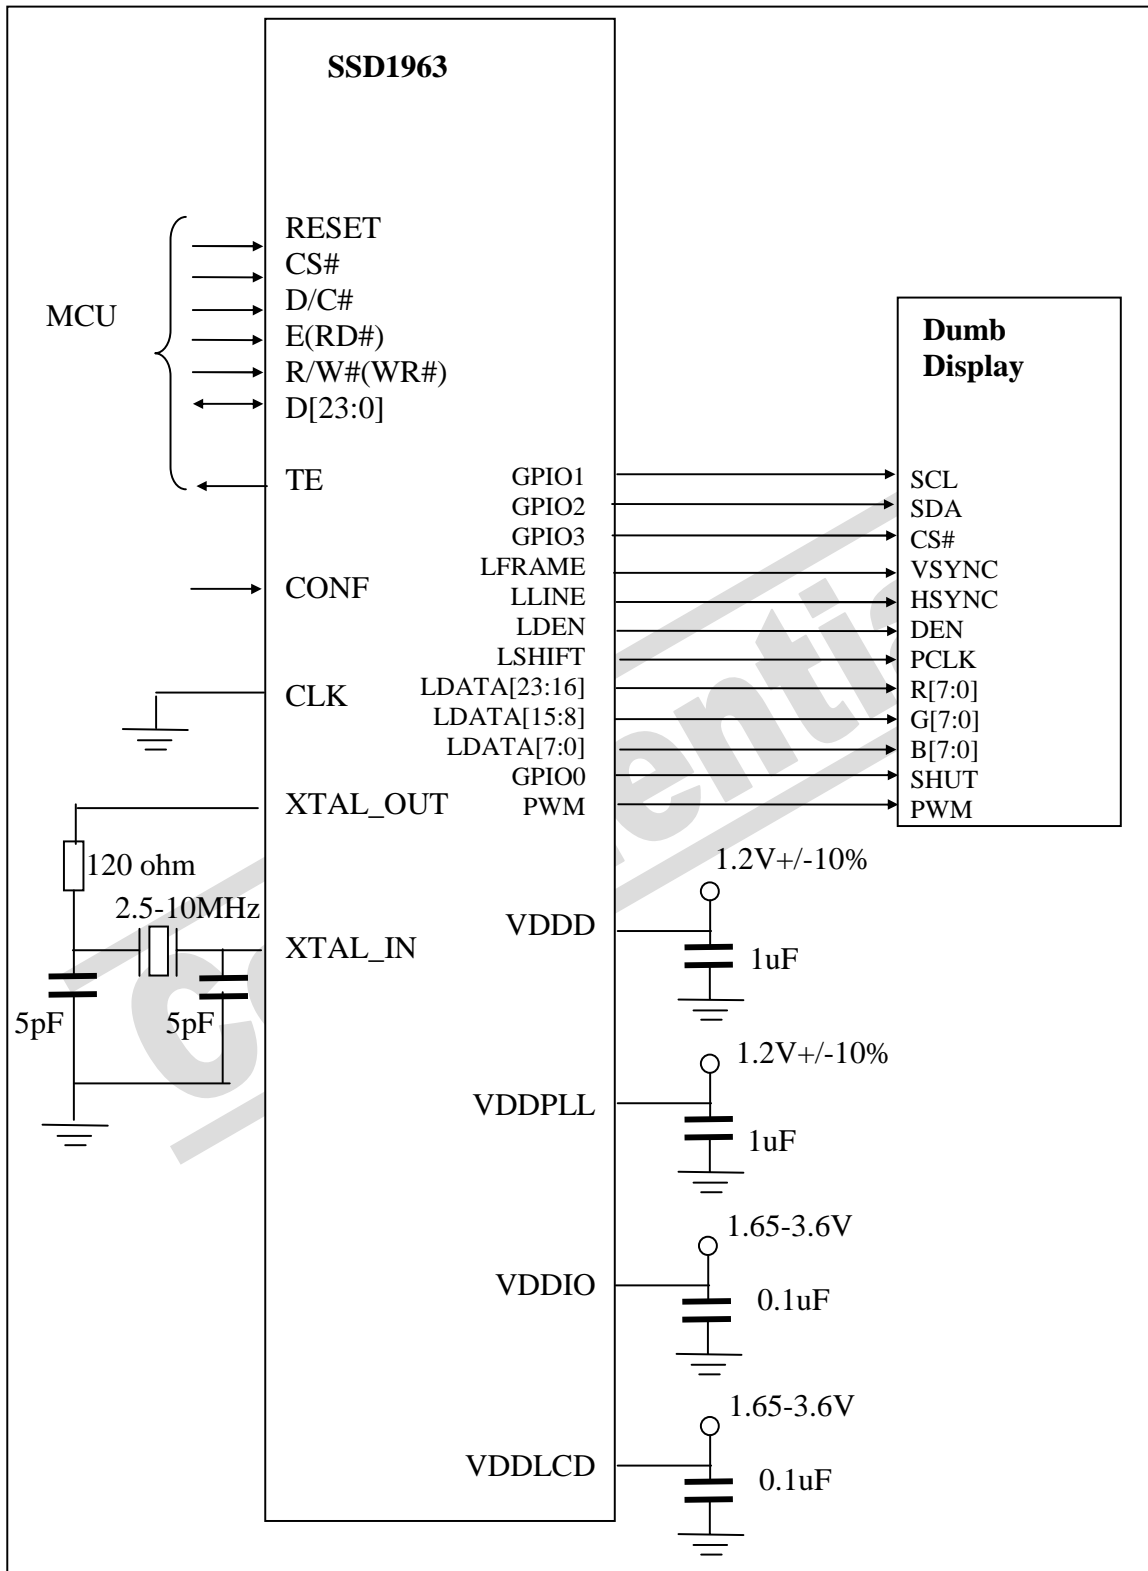 SSD1963
RESET
CS#
D/C#
MCU
E(RD#)
R/W#(WR#)
D[23:0]
TE
CONF
CLK
XTAL_OUT
120 ohm
2.5-10MHz
XTAL_IN
5pF
5pF
GPIO1
GPIO2
GPIO3
LFRAME
LLINE
LDEN
LSHIFT
LDATA[23:16]
LDATA[15:8]
LDATA[7:0]
GPIO0
PWM
Dumb
Display
SCL
SDA
CS#
VSYNC
HSYNC
DEN
PCLK
R[7:0]
G[7:0]
B[7:0]
SHUT
PWM
1.2V+/-10%
VDDD
1uF
1.2V+/-10%
VDDPLL
1uF
1.65-3.6V
VDDIO
0.1uF
1.65-3.6V
VDDLCD
0.1uF